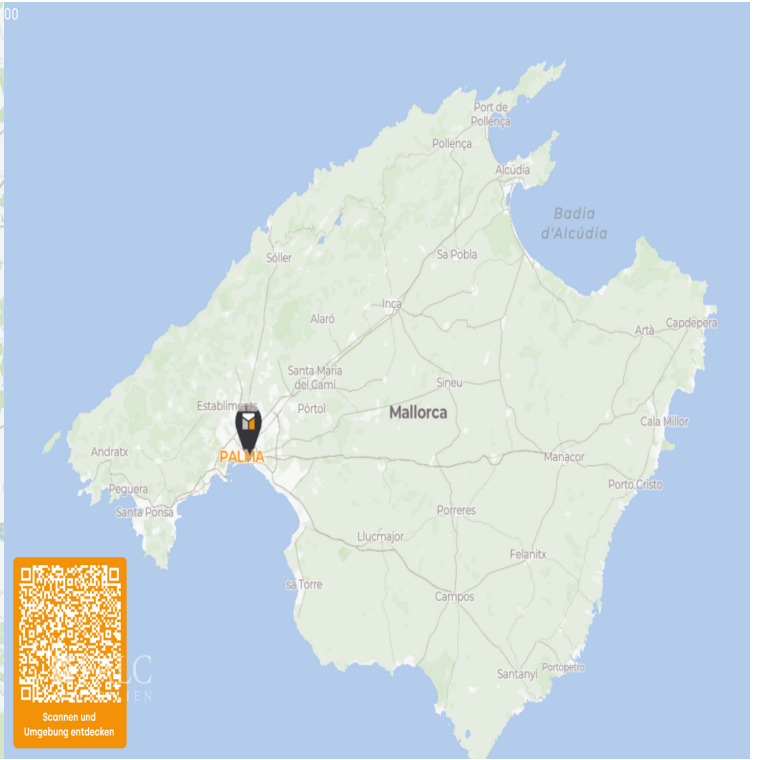 00
Port de
Pollença
Pollença
Alcúdia
Badia
d'Alcúdia
Sóller
Sa Pobla
Inça
Alaró
Artà
Capdepera
Santa Maria
del Camí
Sineu
Establiments
Pòrtol
Mallorca
Cala Millor
Andratx
PALMA
Manacor
Peguera
Porto Cristo
Santa Ponsa
Porreres
Llucmajor
Felanitx
sa Torre
Campos
Santanyí
Portopetro
Scannen und
Umgebung entdecken